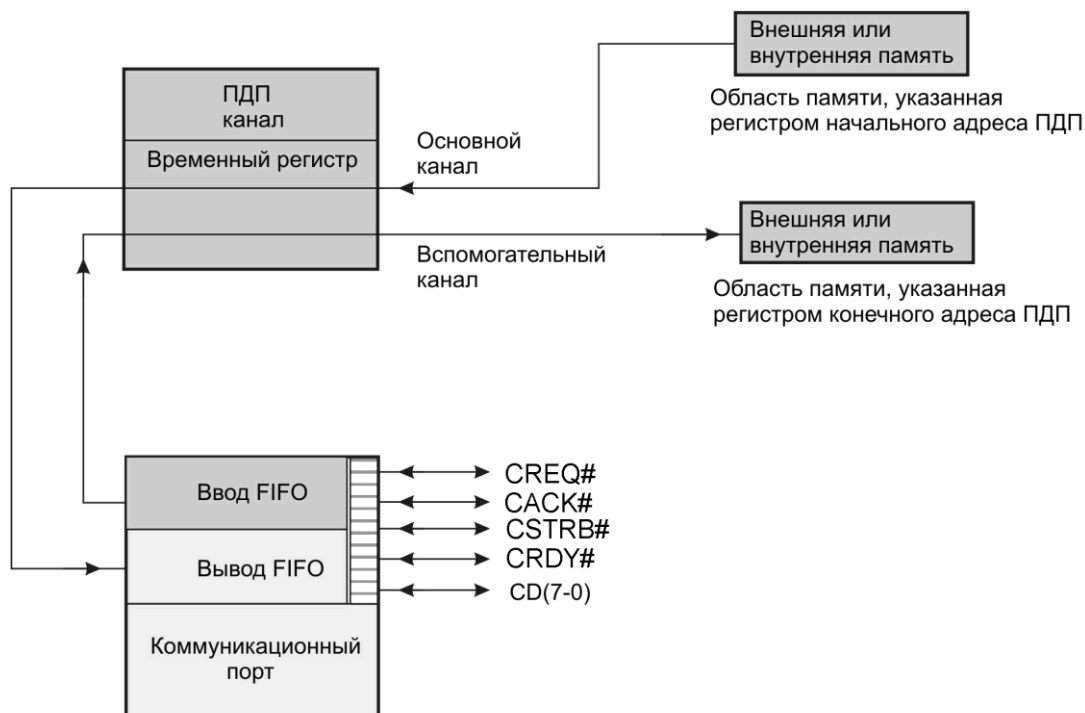 Внешняя или
внутренняя память
Область памяти, указанная
регистром начального адреса ПДП
ПДП
канал
Временный регистр
Основной
канал
Внешняя или
внутренняя память
Вспомогательный
канал
Область памяти, указанная
регистром конечного адреса ПДП
Ввод FIFO
Вывод FIFO
Коммуникационный
порт
CREQ#
CACK#
CSTRB#
CRDY#
CD(7-0)